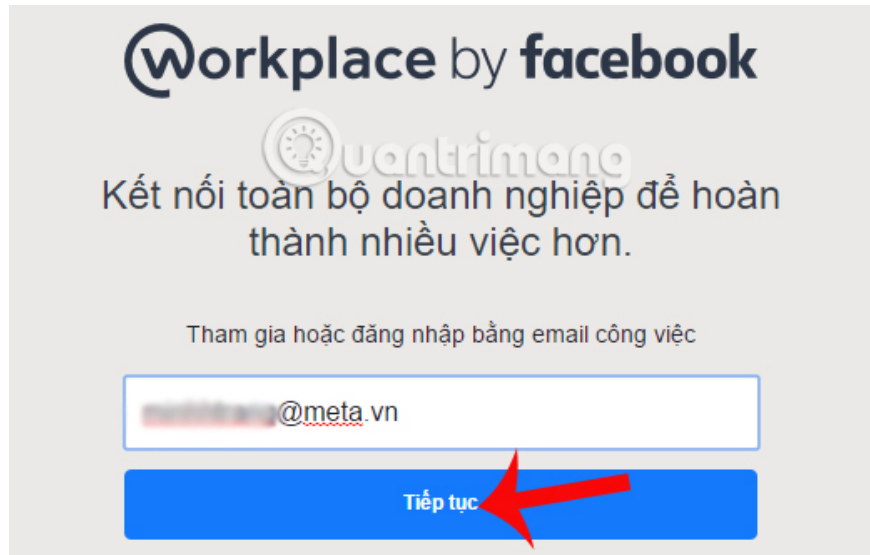 Workplace by facebook
Quantrimang
Kết nối toàn bộ doanh nghiệp để hoàn
thành nhiều việc hơn.
Tham gia hoặc đăng nhập bằng email công việc
@meta.vn
Tiếp tục